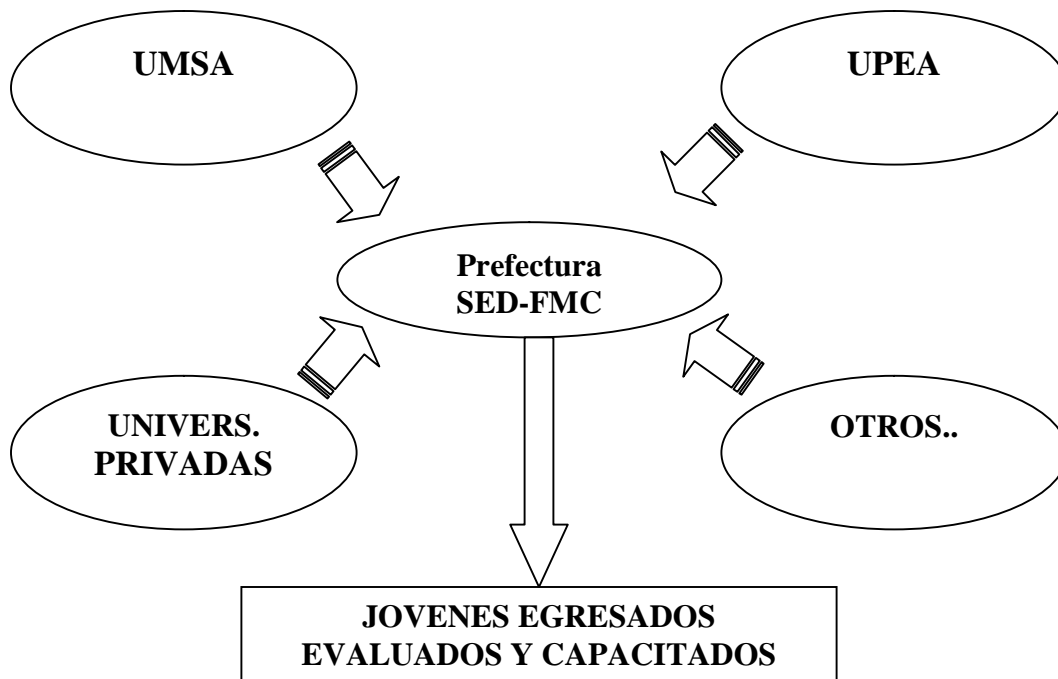 UMSA
UPEA
Prefectura
SED-FMC
UNIVERS.
PRIVADAS
OTROS..
JOVENES EGRESADOS
EVALUADOS Y CAPACITADOS